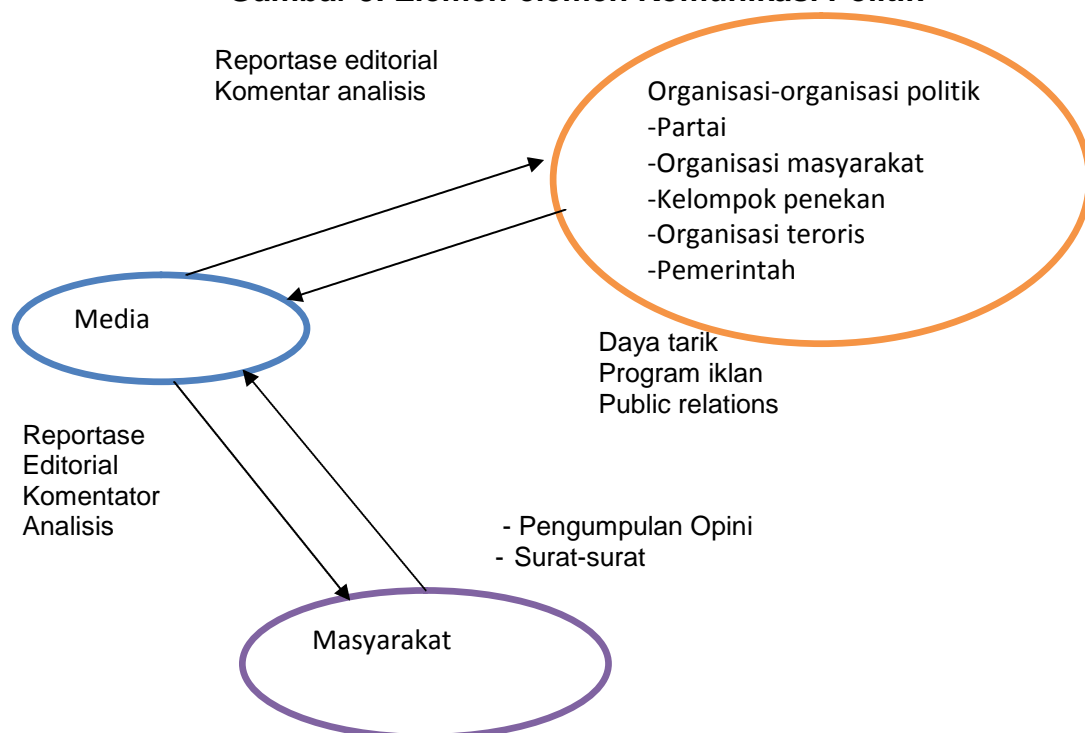 Reportase editorial
Komentar analisis
Organisasi-organisasi politik
-Partai
-Organisasi masyarakat
-Kelompok penekan
-Organisasi teroris
-Pemerintah
Media
Daya tarik
Program iklan
Public relations
Reportase
Editorial
Komentator
Analisis
- Pengumpulan Opini
- Surat-surat
Masyarakat